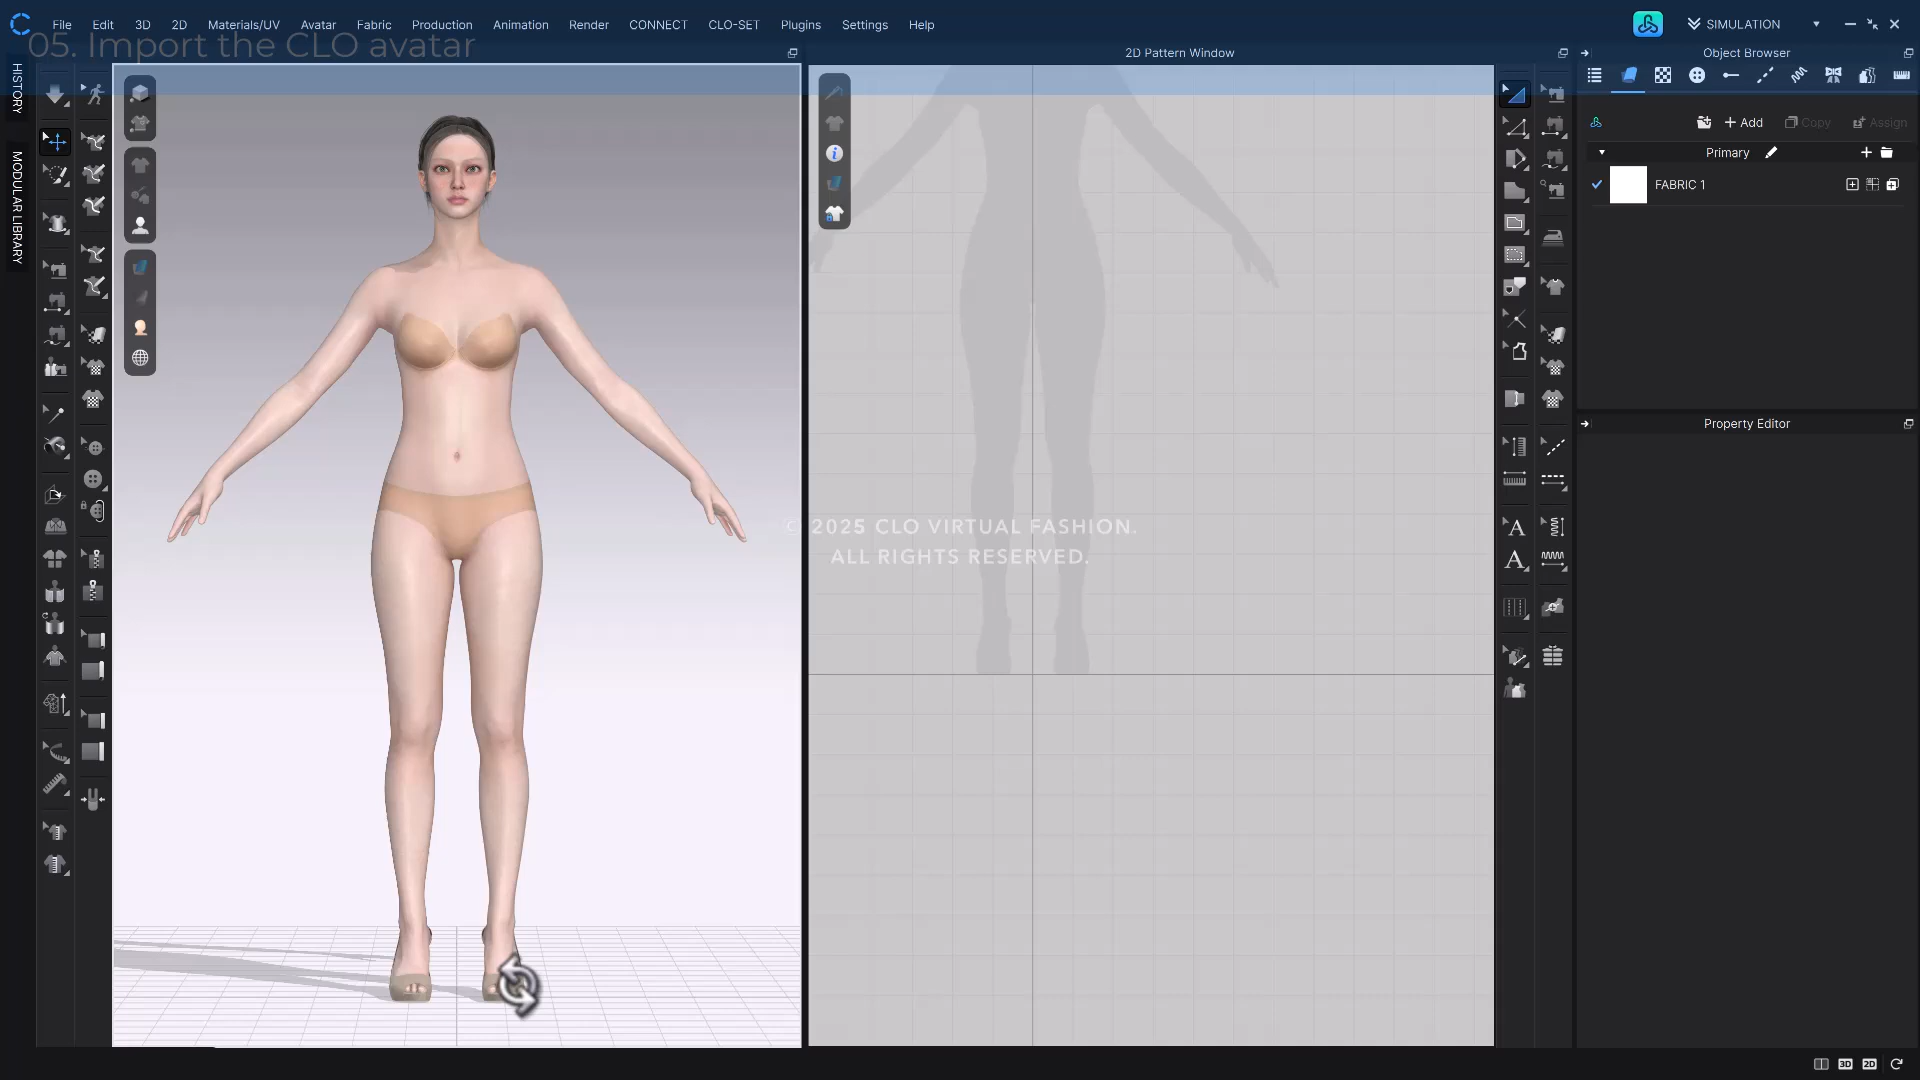 File Edit 3D 2D Materials/UV Avatar Fabric Production Animation Render CONNECT CLO-SET Plugins Settings Help SIMULATION
05. Import the CLO avatar
2D Pattern Window
Object Browser
HISTORY
MODULAR LIBRARY
Add Copy Assign
Primary
FABRIC 1
Property Editor
© 2025 CLO VIRTUAL FASHION.
ALL RIGHTS RESERVED.
A
A
3D 2D